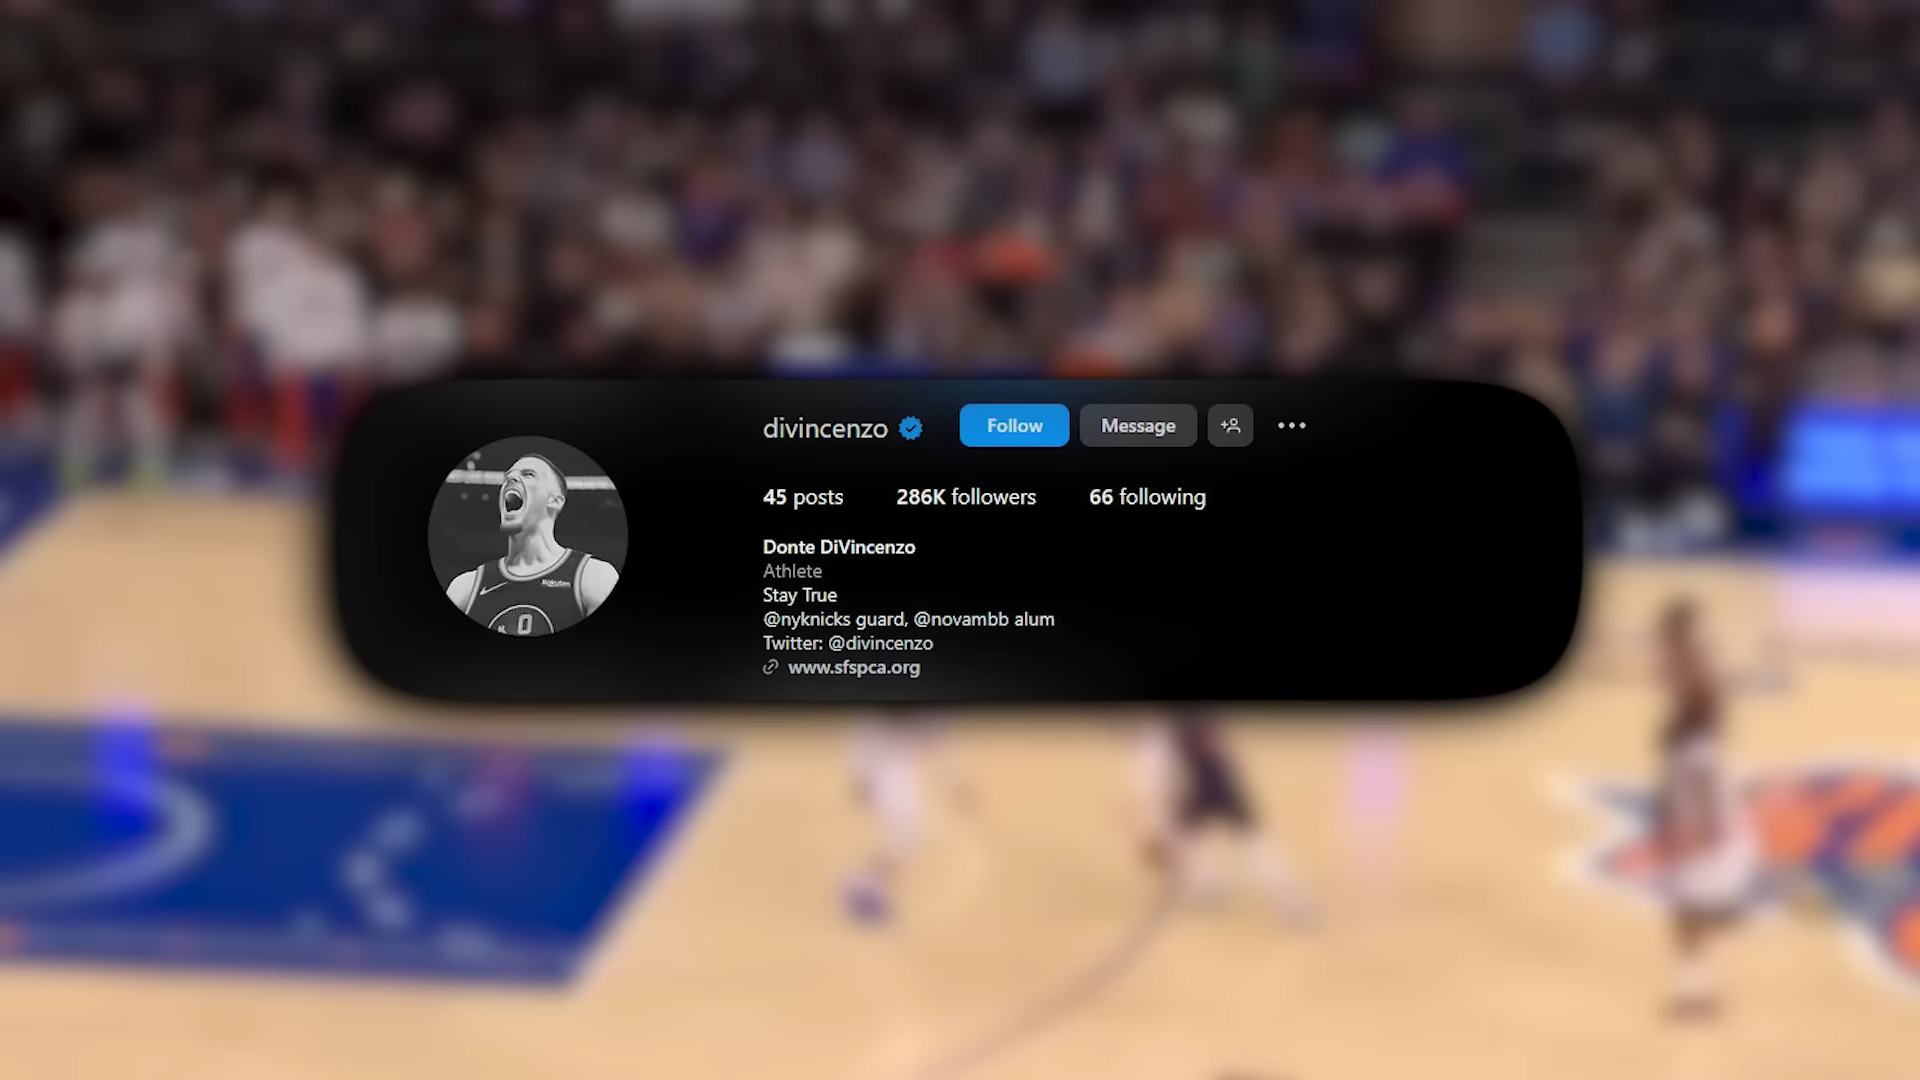 divincenzo
Follow
Message
45 posts
286K followers
66 following
Donte DiVincenzo
Athlete
Stay True
@nyknicks guard, @novambb alum
Twitter: @divincenzo
www.sfspca.org
0